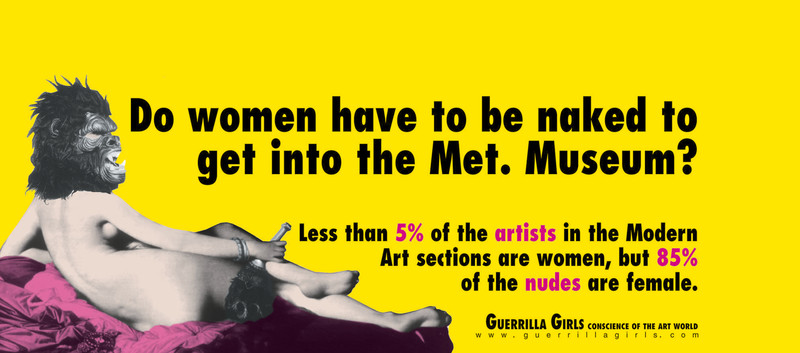 Do women have to be naked to
get into the Met. Museum?
Less than 5% of the artists in the Modern
Art sections are women, but 85%
of the nudes are female.
GUERRILLA GIRLS CONSCIENCE OF THE ART WORLD
www.guerrillagirls.com